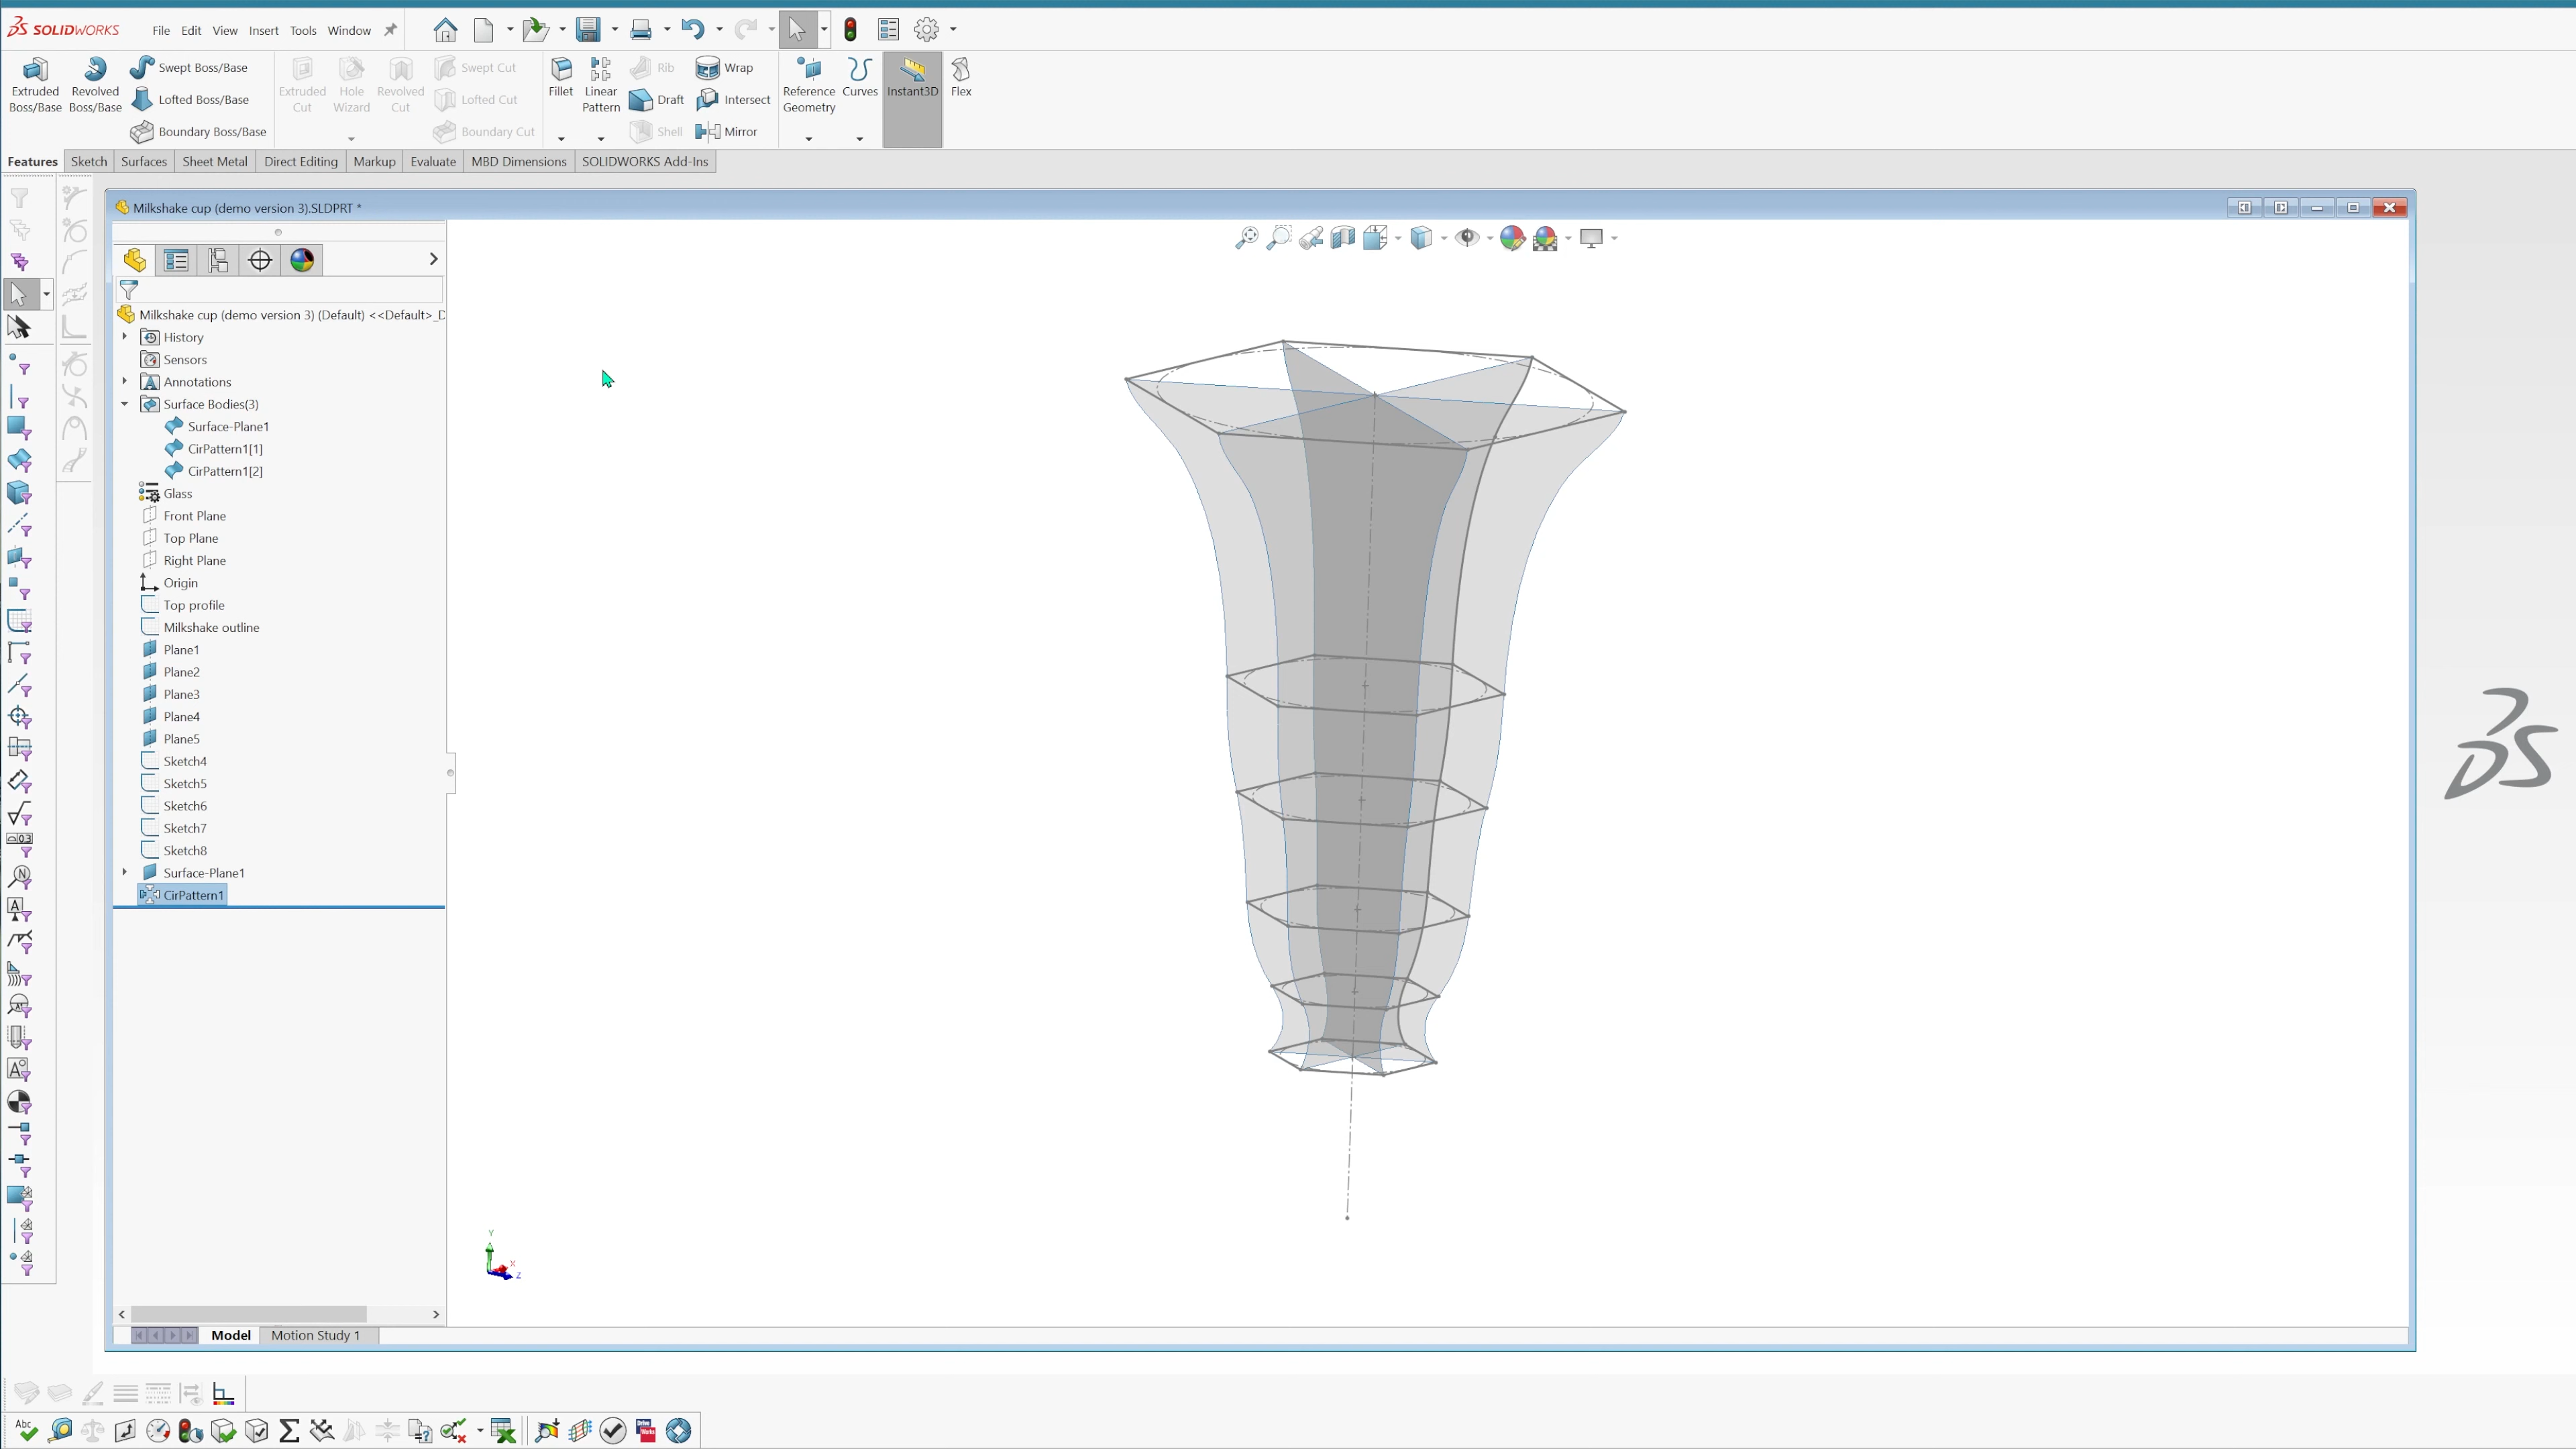 SOLIDWORKS File Edit View Insert Tools Window
Extruded Boss/Base
Revolved Boss/Base
Swept Boss/Base
Lofted Boss/Base
Boundary Boss/Base
Extruded Cut
Hole Wizard
Revolved Cut
Swept Cut
Lofted Cut
Boundary Cut
Fillet
Linear Pattern
Rib
Draft
Shell
Wrap
Intersect
Mirror
Reference Geometry
Curves
Instant3D
Flex
Features Sketch Surfaces Sheet Metal Direct Editing Markup Evaluate MBD Dimensions SOLIDWORKS Add-Ins
Milkshake cup (demo version 3).SLDPRT *
Milkshake cup (demo version 3) (Default) <<Default>_D
History
Sensors
Annotations
Surface Bodies(3)
Surface-Plane1
CirPattern1[1]
CirPattern1[2]
Glass
Front Plane
Top Plane
Right Plane
Origin
Top profile
Milkshake outline
Plane1
Plane2
Plane3
Plane4
Plane5
Sketch4
Sketch5
Sketch6
Sketch7
Sketch8
Surface-Plane1
CirPattern1
Y
X
Z
Model Motion Study 1
Abc